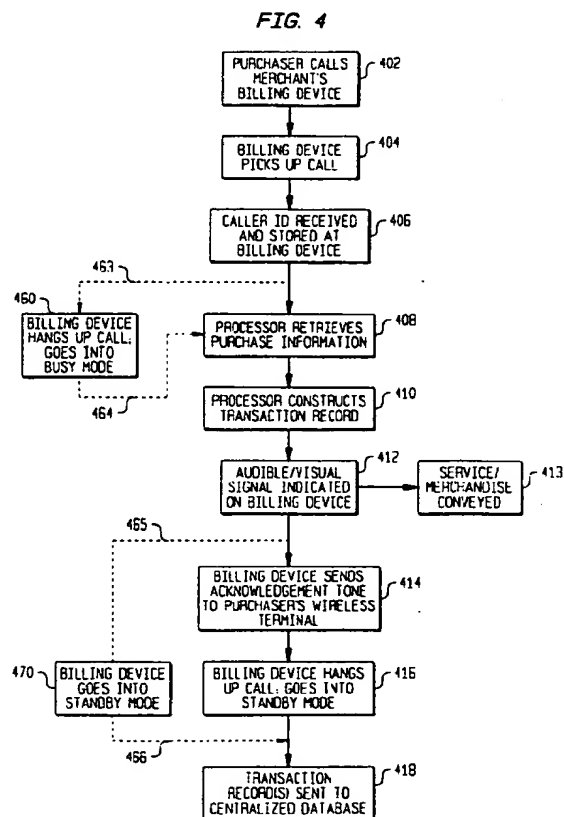 FIG. 4
PURCHASER CALLS
MERCHANT'S
BILLING DEVICE
402
BILLING DEVICE
PICKS UP CALL
404
CALLER ID RECEIVED
AND STORED AT
BILLING DEVICE
406
463
460
BILLING DEVICE
HANGS UP CALL;
GOES INTO
BUSY MODE
464
PROCESSOR RETRIEVES
PURCHASE INFORMATION
408
PROCESSOR CONSTRUCTS
TRANSACTION RECORD
410
AUDIBLE/VISUAL
SIGNAL INDICATED
ON BILLING DEVICE
412
SERVICE/
MERCHANDISE
CONVEYED
413
465
BILLING DEVICE SENDS
ACKNOWLEDGEMENT TONE
TO PURCHASER'S WIRELESS
TERMINAL
414
470
BILLING DEVICE
GOES INTO
STANDBY MODE
BILLING DEVICE HANGS
UP CALL; GOES INTO
STANDBY MODE
416
466
TRANSACTION
RECORD(S) SENT TO
CENTRALIZED DATABASE
418